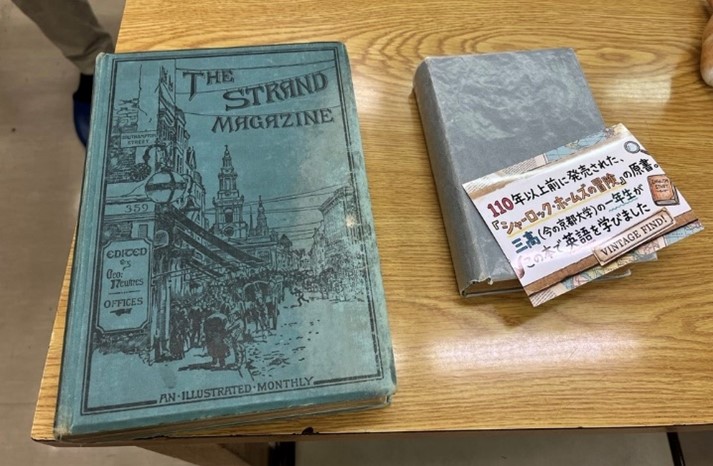 THE
STRAND
MAGAZINE
SOUTHAMPTON
STREET
359
EDITED
BY
Geo: Newnes
OFFICES
AN·ILLUSTRATED·MONTHLY
110年以上前に発売された、
『シャーロック・ホームズの冒険』の原書。
三高(今の京都大学)の一年生が
この本で英語を学びました
VINTAGE FIND!